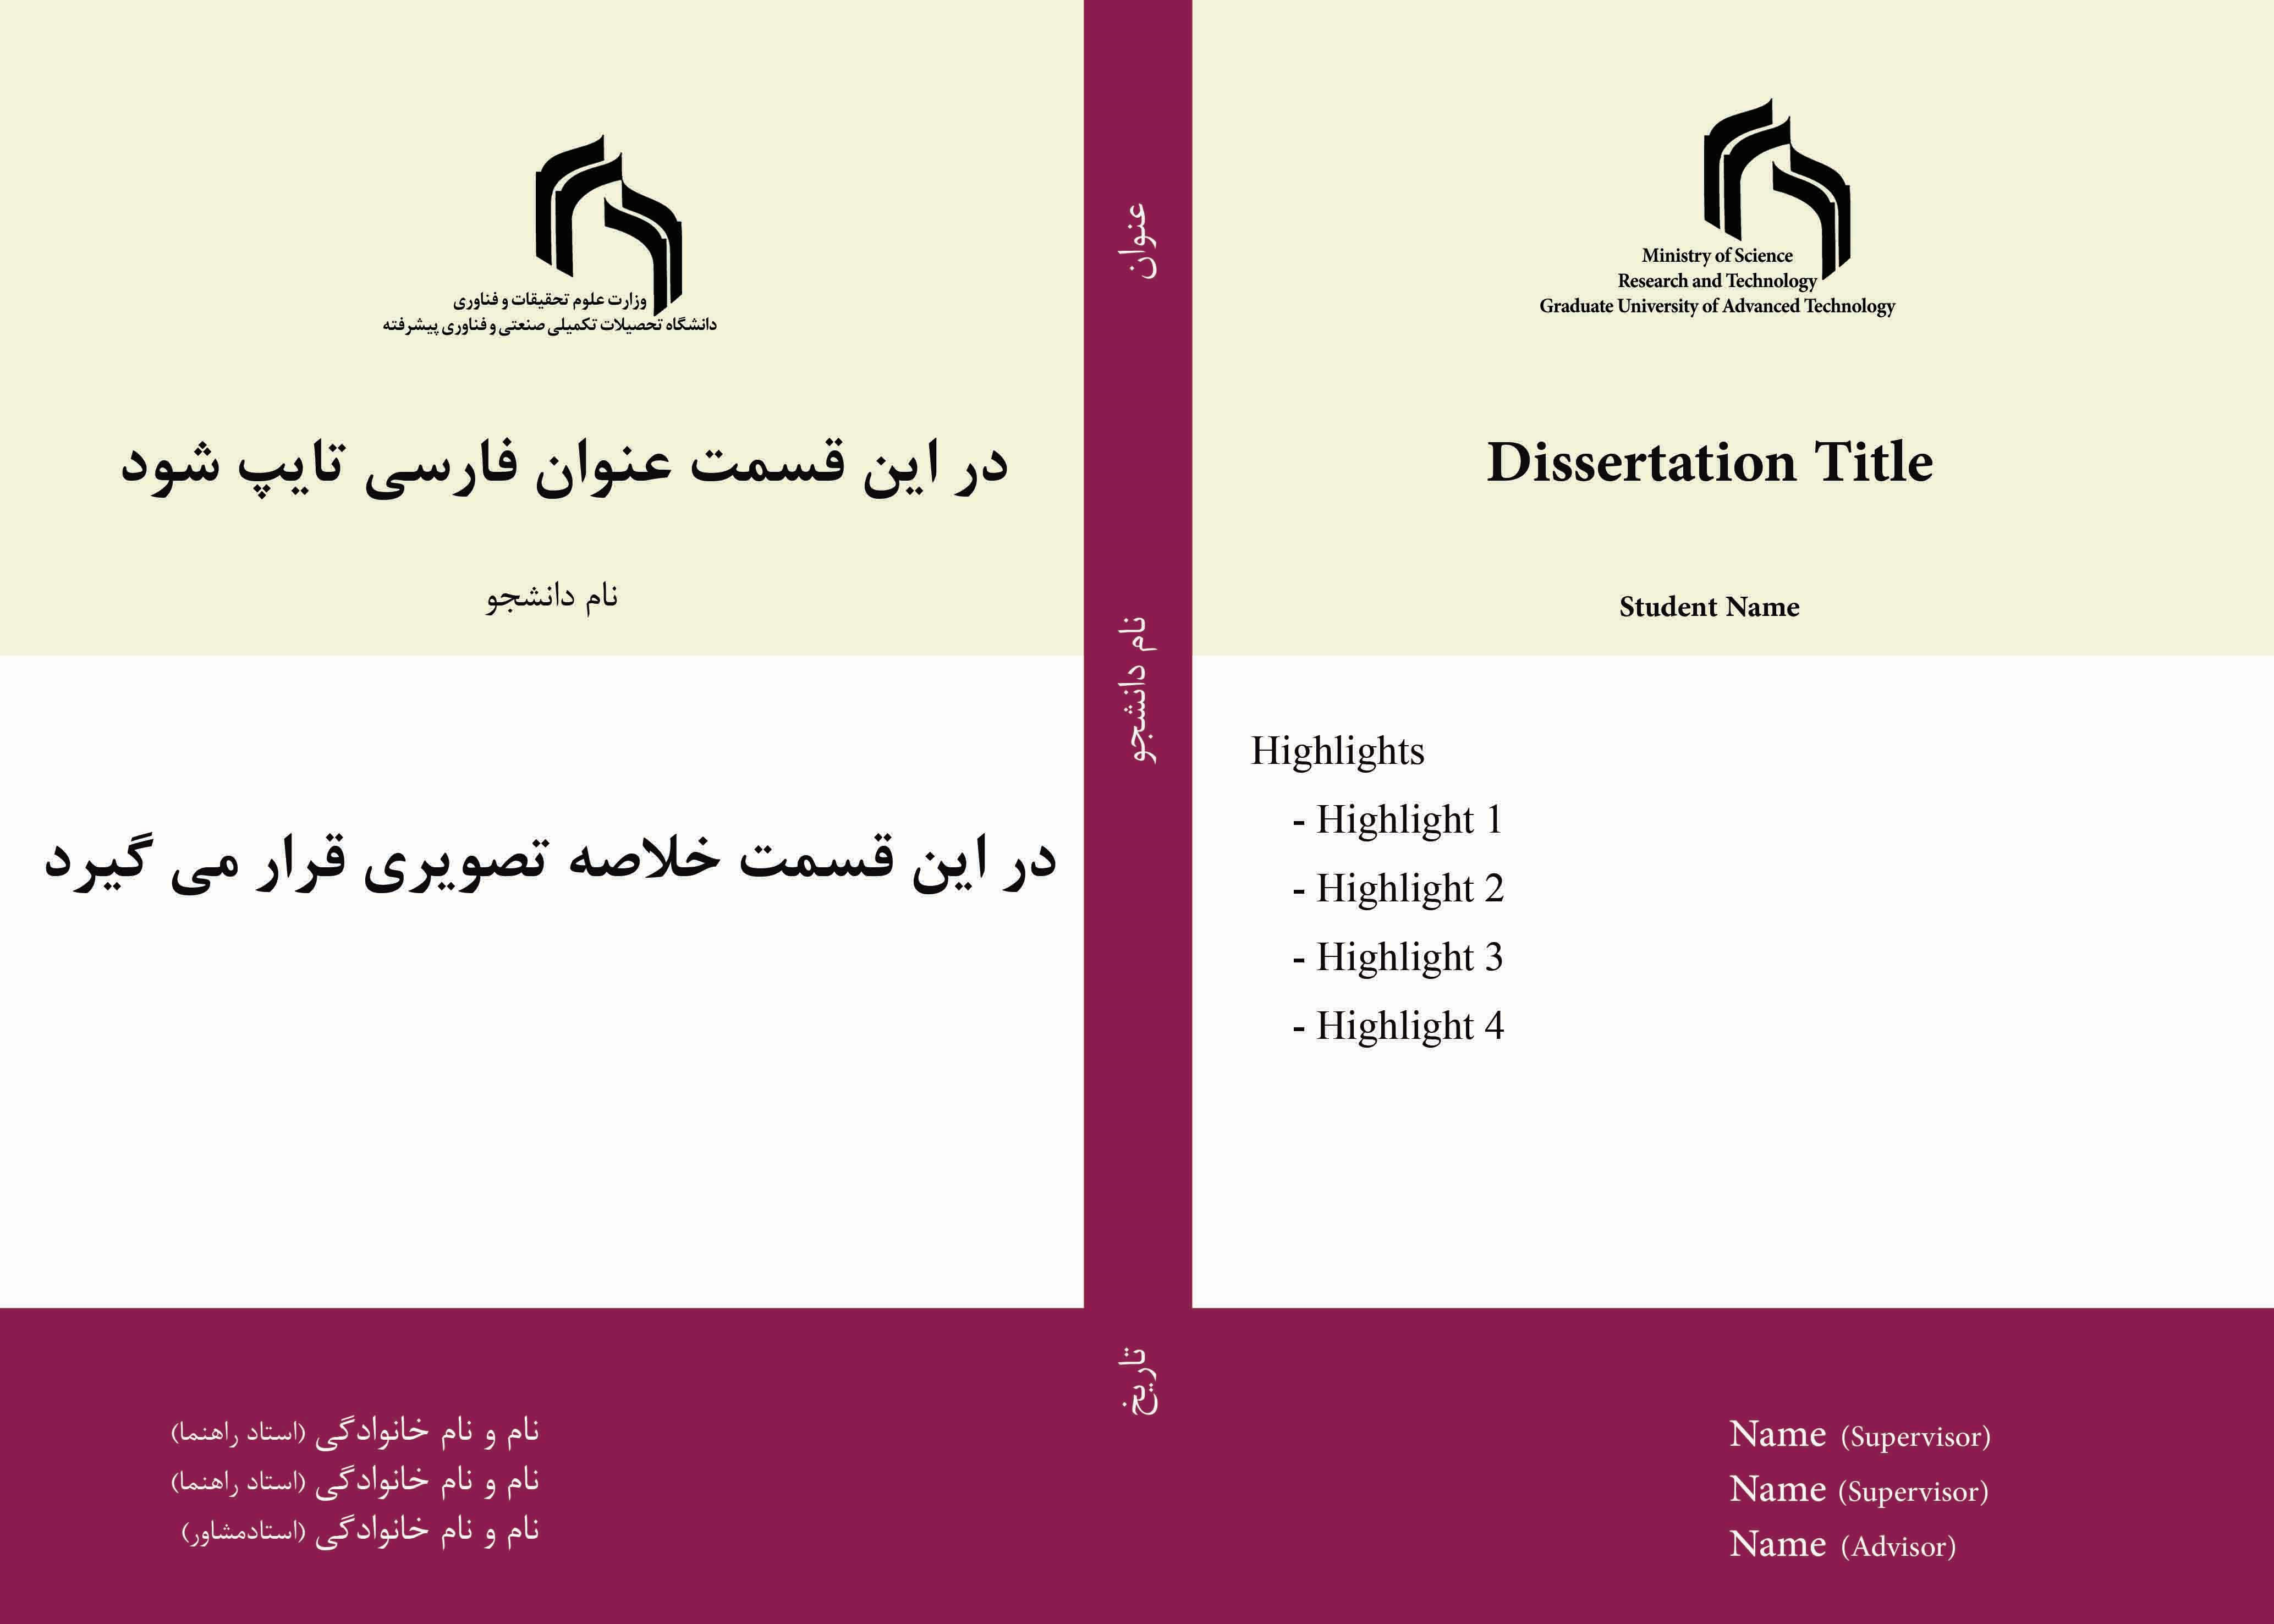 وزارت علوم تحقیقات و فناوری
دانشگاه تحصیلات تکمیلی صنعتی و فناوری پیشرفته
در این قسمت عنوان فارسی تایپ شود
نام دانشجو
در این قسمت خلاصه تصویری قرار می گیرد
نام و نام خانوادگی (استاد راهنما)
نام و نام خانوادگی (استاد راهنما)
نام و نام خانوادگی (استادمشاور)
عنوان
نام دانشجو
تاریخ
Ministry of Science
Research and Technology
Graduate University of Advanced Technology
Dissertation Title
Student Name
Highlights
- Highlight 1
- Highlight 2
- Highlight 3
- Highlight 4
Name (Supervisor)
Name (Supervisor)
Name (Advisor)